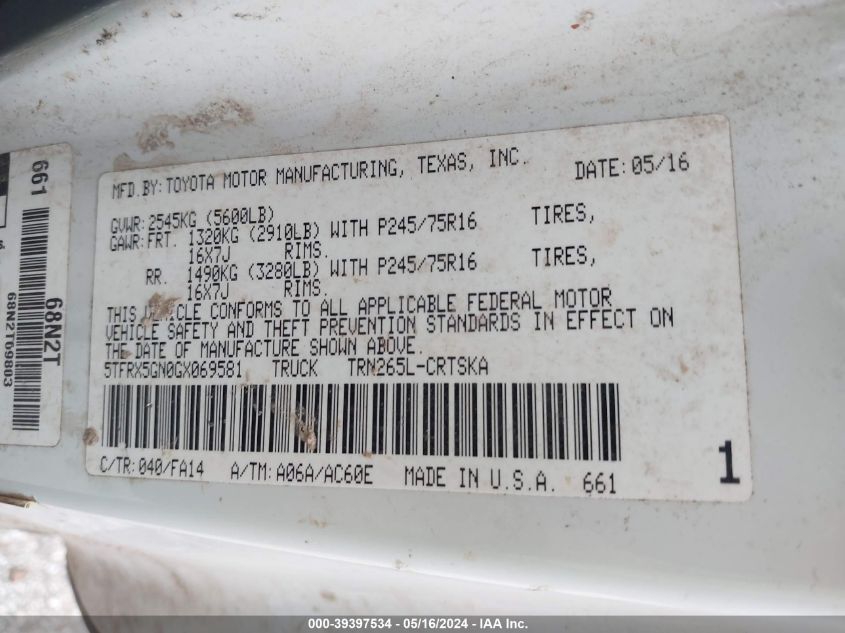 MFD.BY:TOYOTA MOTOR MANUFACTURING, TEXAS, INC. DATE:05/16
GVWR:2545KG (5600LB)
GAWR:FRT. 1320KG (2910LB) WITH P245/75R16 TIRES,
16X7J RIMS.
RR. 1490KG (3280LB) WITH P245/75R16 TIRES,
16X7J RIMS.
THIS VEHICLE CONFORMS TO ALL APPLICABLE FEDERAL MOTOR
VEHICLE SAFETY AND THEFT PREVENTION STANDARDS IN EFFECT ON
THE DATE OF MANUFACTURE SHOWN ABOVE.
5TFRX5GN0GX069581 TRUCK TRN265L-CRTSKA
C/TR:040/FA14 A/TM:A06A/AC60E MADE IN U.S.A. 661
1
661
68N2T
68N2T69803
000-39397534 - 05/16/2024 - IAA Inc.